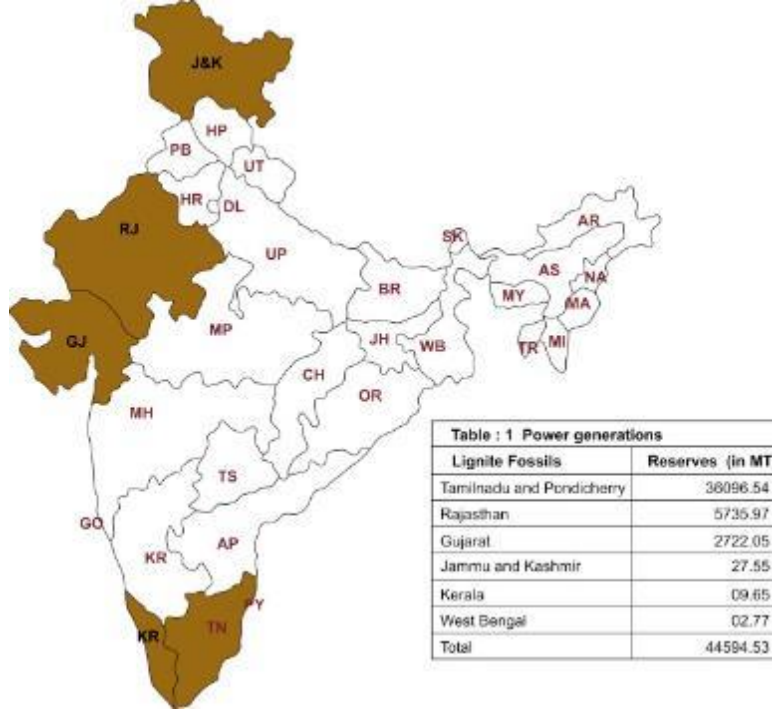 J&K
HP
PB
UT
HR
DL
RJ
UP
SK
AR
AS
NA
BR
MY
MA
GJ
MP
JH
WB
TR
MI
CH
OR
MH
TS
GO
KR
AP
PY
KR
TN
Table : 1 Power generations
Lignite Fossils Reserves (in MT
Tamilnadu and Pondicherry 36096.54
Rajasthan 5735.97
Gujarat 2722.05
Jammu and Kashmir 27.55
Kerala 09.65
West Bengal 02.77
Total 44594.53